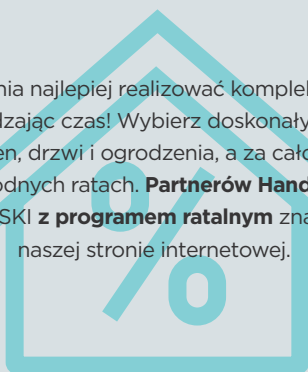 nia najlepiej realizować komplek
dzając czas! Wybierz doskonały
en, drzwi i ogrodzenia, a za cało
odnych ratach. Partnerów Hand
SKI z programem ratalnym zna
naszej stronie internetowej.
%